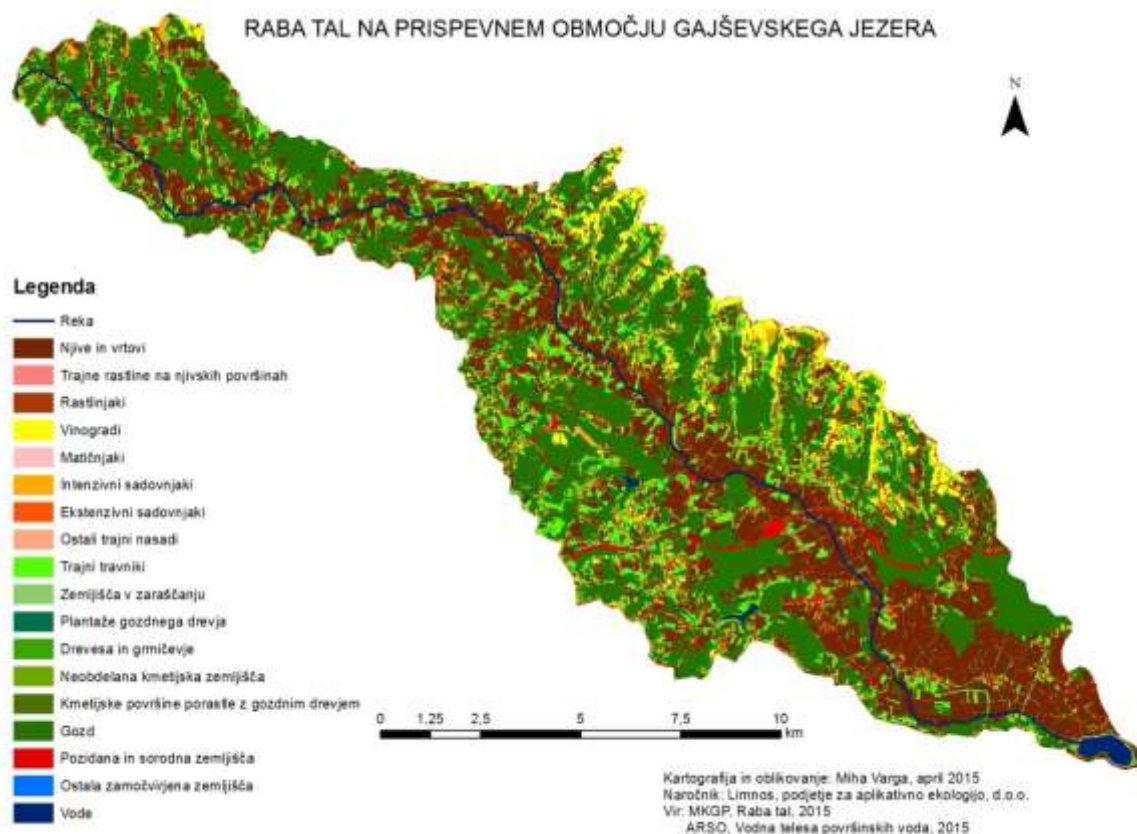 RABA TAL NA PRISPEVNEM OBMOČJU GAJŠEVSKEGA JEZERA
N
Legenda
Reka
Njive in vrtovi
Trajne rastline na njivskih površinah
Rastlinjaki
Vinogradi
Matičnjaki
Intenzivni sadovnjaki
Ekstenzivni sadovnjaki
Ostali trajni nasadi
Trajni travniki
Zemljišča v zaraščanju
Plantaže gozdnega drevja
Drevesa in grmičevje
Neobdelana kmetijska zemljišča
Kmetijske površine porastle z gozdnim drevjem
Gozd
Pozidana in sorodna zemljišča
Ostala zamočvirjena zemljišča
Vode
0 1,25 2,5 5 7,5 10
km
Kartografija in oblikovanje: Miha Varga, april 2015
Naročnik: Limnos, podjetje za aplikativno ekologijo, d.o.o.
Vir: MKGP, Raba tal, 2015
ARSO, Vodna telesa površinskih voda, 2015